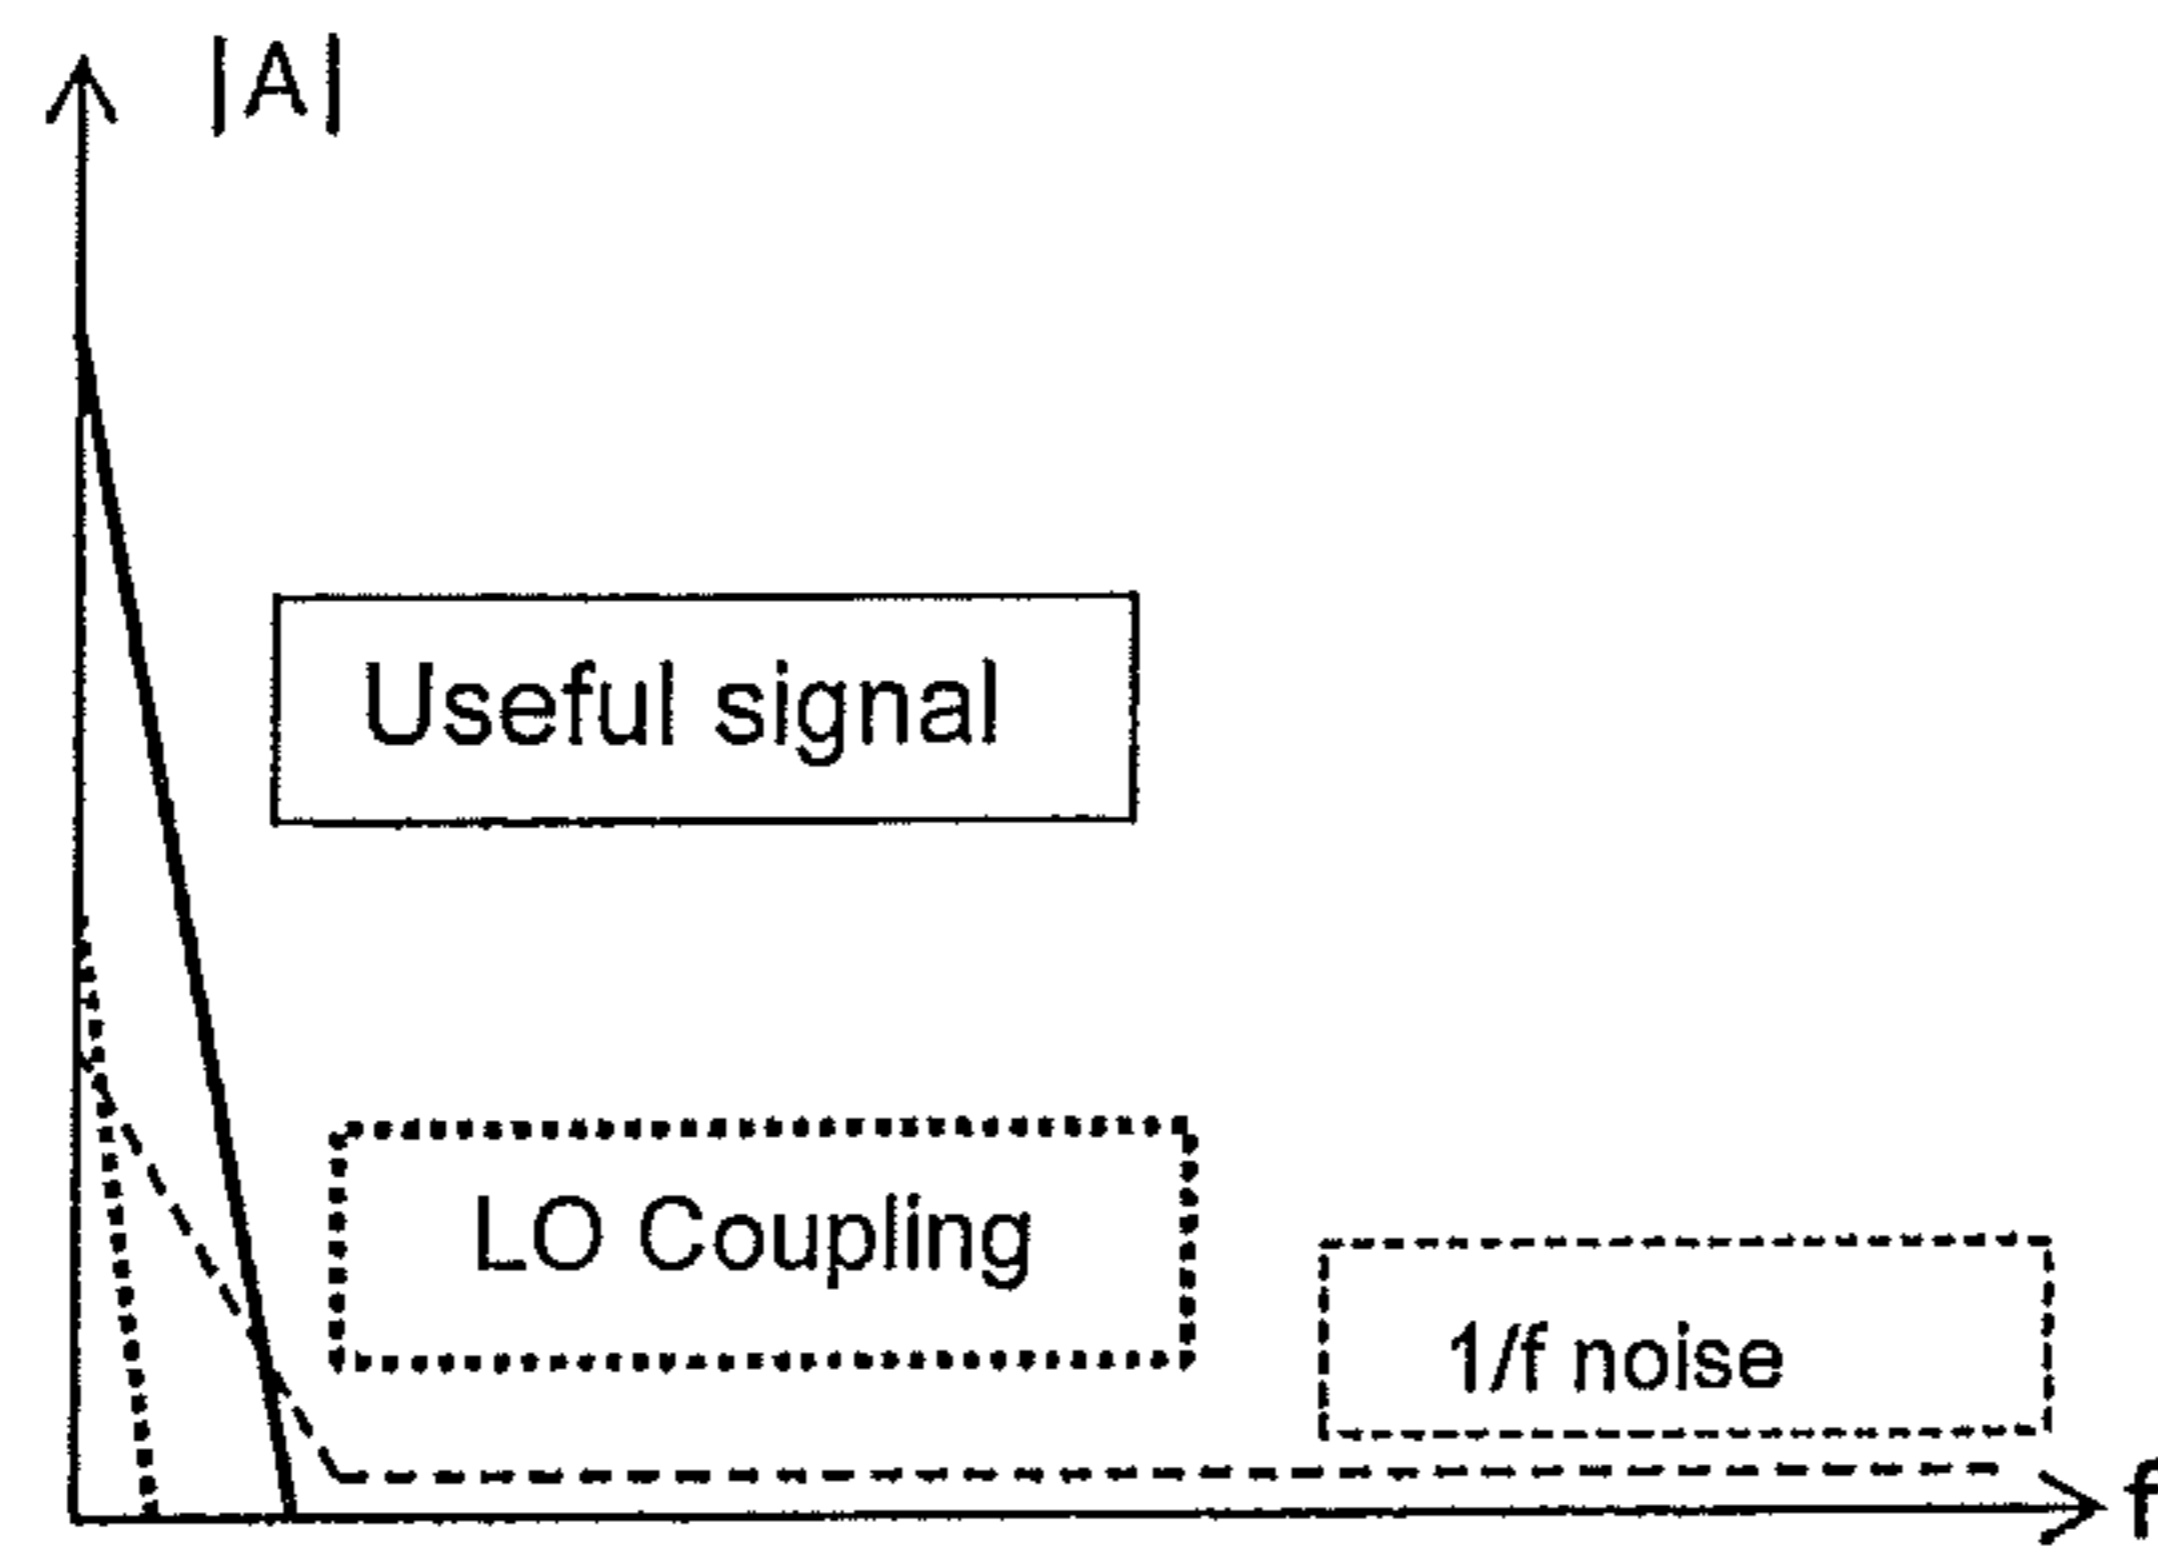 |A|
Useful signal
LO Coupling
1/f noise
f